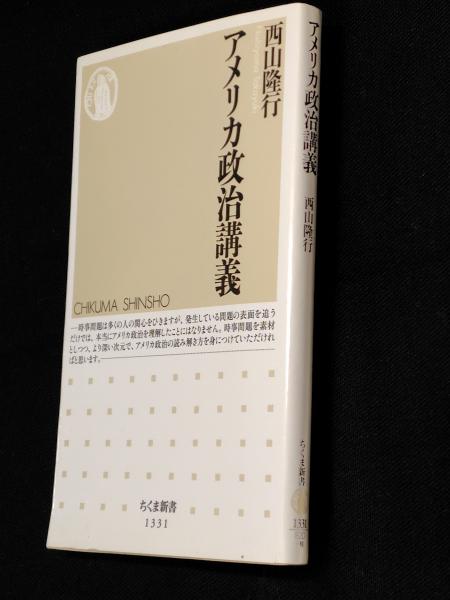 西山隆行
アメリカ政治講義
CHIKUMA SHINSHO
―時事問題は多くの人の関心をひきますが、発生している問題の表面を追う
だけでは、本当にアメリカ政治を理解したことにはなりません。時事問題を素材
としつつ、より深い次元で、アメリカ政治の読み解き方を身につけていただけれ
ばと思います。―
ちくま新書
1331
アメリカ政治講義
西山隆行
ちくま新書
1331